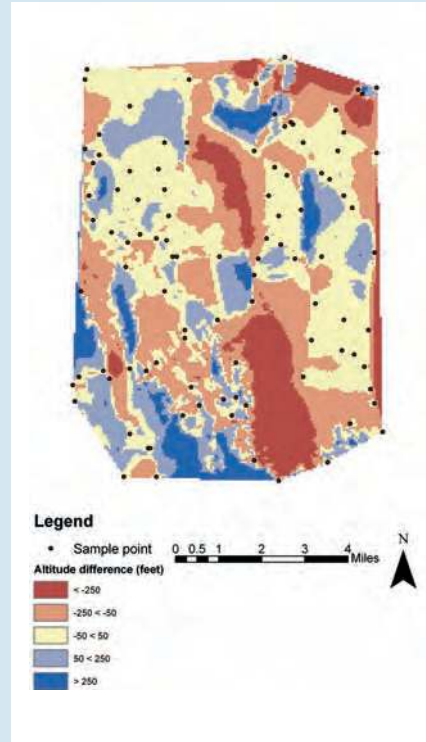 Legend
Sample point
0 0.5 1 2 3 4
Miles
N
Altitude difference (feet)
< -250
-250 < -50
-50 < 50
50 < 250
> 250